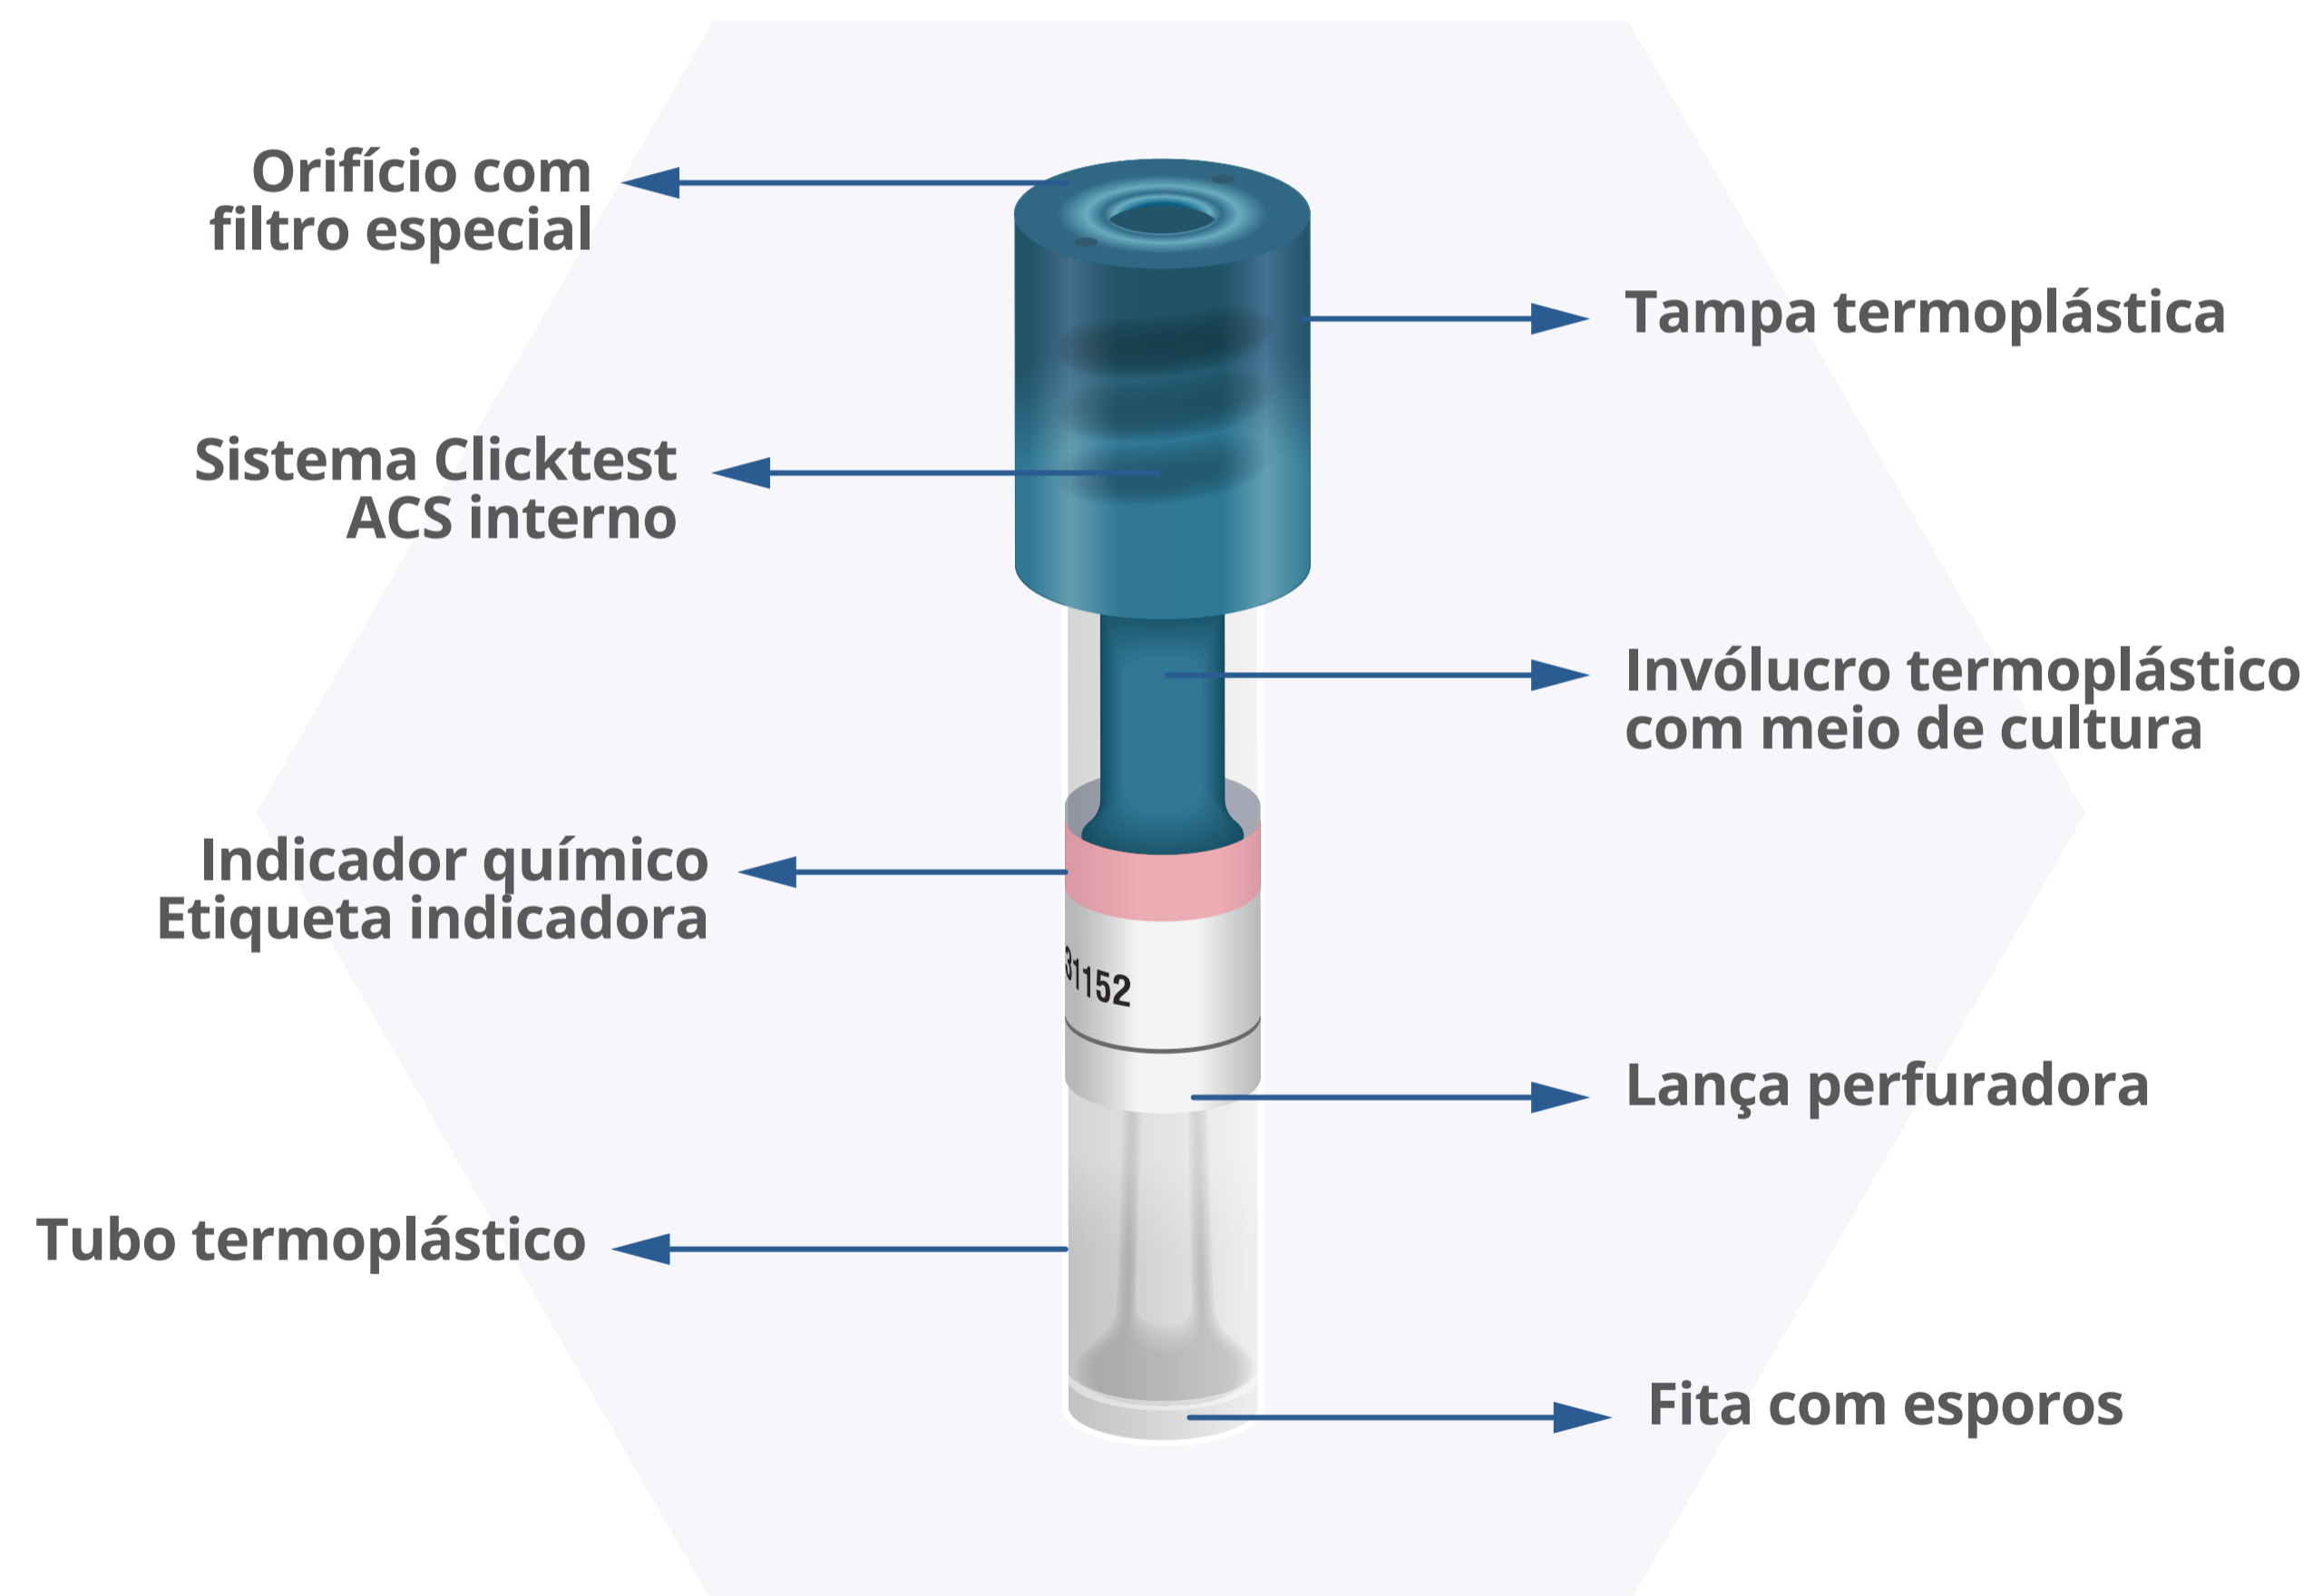 Orifício com
filtro especial
Tampa termoplástica
Sistema Clicktest
ACS interno
Invólucro termoplástico
com meio de cultura
Indicador químico
Etiqueta indicadora
31152
Lança perfuradora
Tubo termoplástico
Fita com esporos